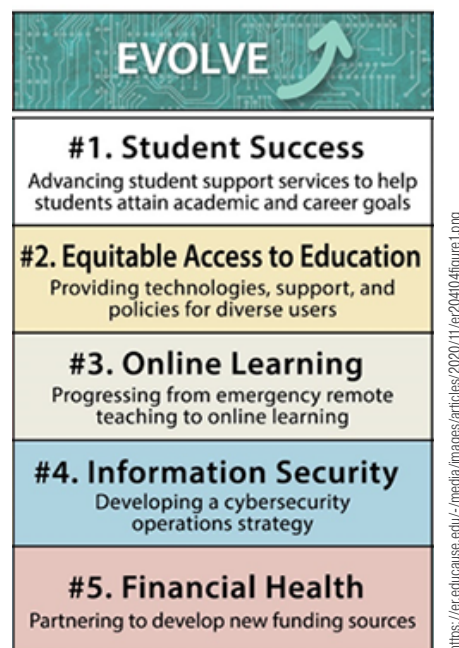 EVOLVE
#1. Student Success
Advancing student support services to help
students attain academic and career goals
#2. Equitable Access to Education
Providing technologies, support, and
policies for diverse users
#3. Online Learning
Progressing from emergency remote
teaching to online learning
#4. Information Security
Developing a cybersecurity
operations strategy
#5. Financial Health
Partnering to develop new funding sources
https://er.educause.edu/-/media/images/articles/2020/11/er204104figure1.png